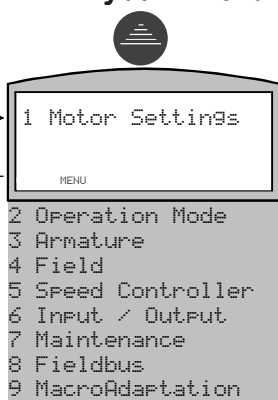 1 Motor Settings
MENU
2 Operation Mode
3 Armature
4 Field
5 Speed Controller
6 Input / Output
7 Maintenance
8 Fieldbus
9 MacroAdaptation